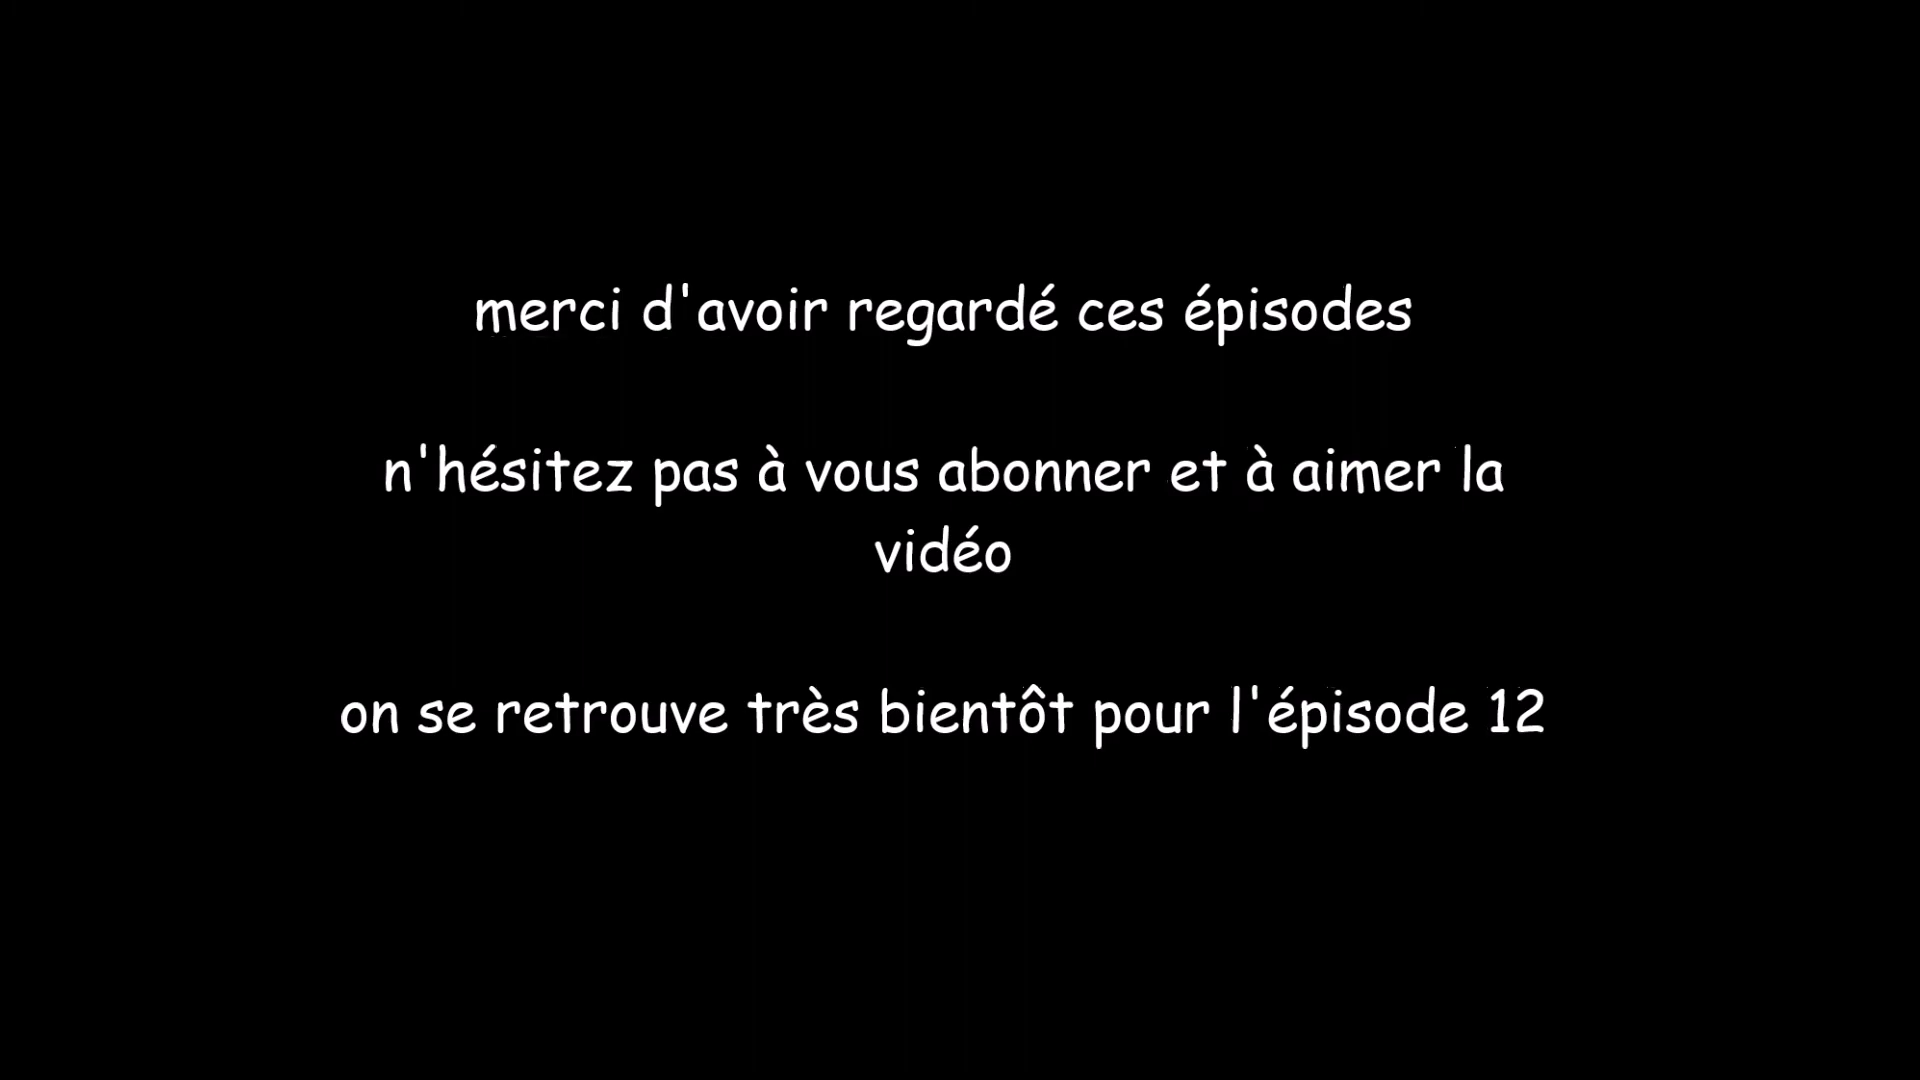 merci d'avoir regardé ces épisodes
n'hésitez pas à vous abonner et à aimer la
vidéo
on se retrouve très bientôt pour l'épisode 12